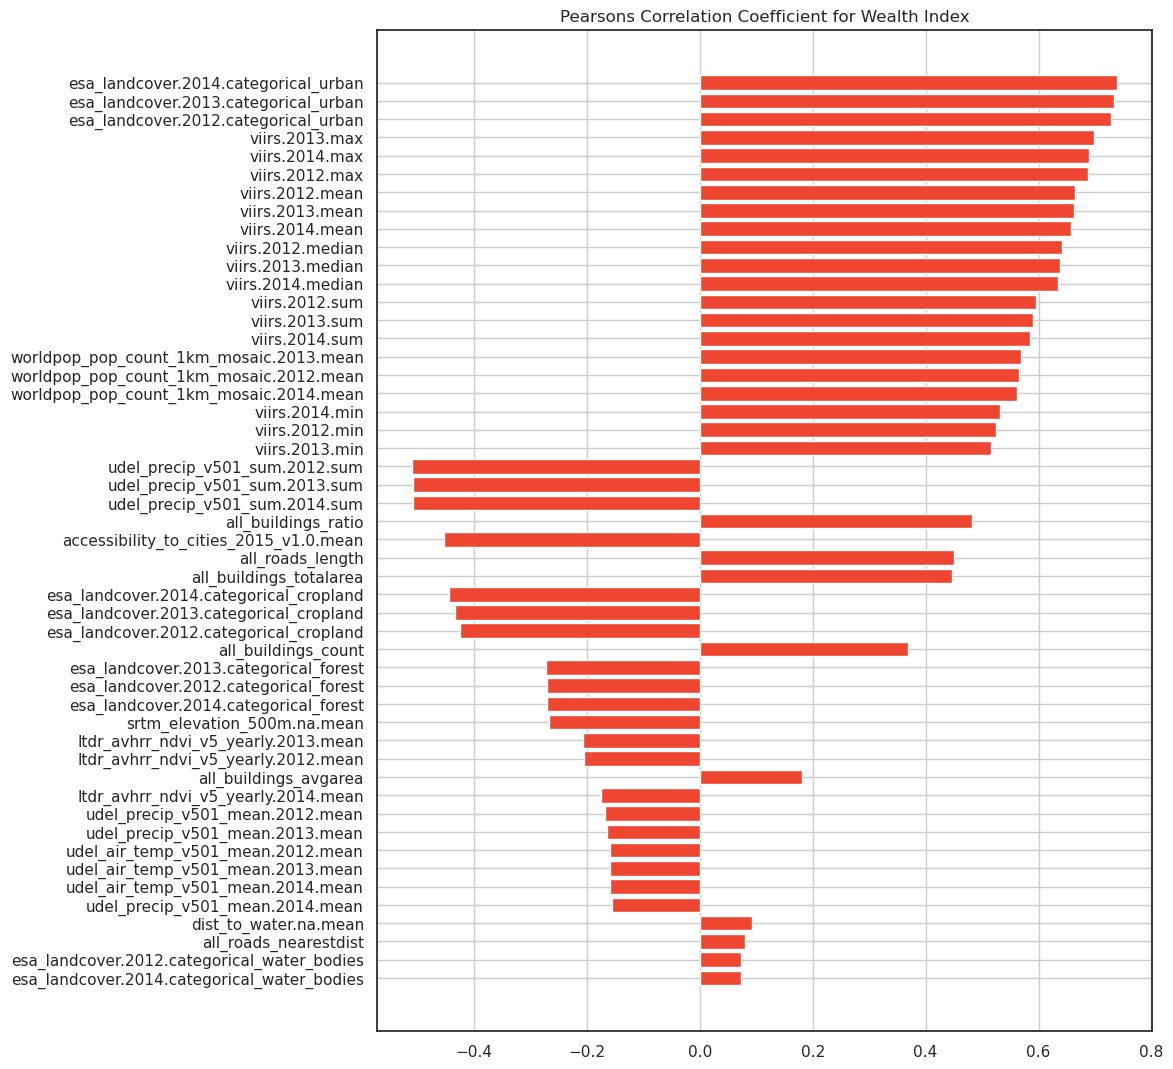 Pearsons Correlation Coefficient for Wealth Index
esa_landcover.2014.categorical_urban
esa_landcover.2013.categorical_urban
esa_landcover.2012.categorical_urban
viirs.2013.max
viirs.2014.max
viirs.2012.max
viirs.2012.mean
viirs.2013.mean
viirs.2014.mean
viirs.2012.median
viirs.2013.median
viirs.2014.median
viirs.2012.sum
viirs.2013.sum
viirs.2014.sum
worldpop_pop_count_1km_mosaic.2013.mean
worldpop_pop_count_1km_mosaic.2012.mean
worldpop_pop_count_1km_mosaic.2014.mean
viirs.2014.min
viirs.2012.min
viirs.2013.min
udel_precip_v501_sum.2012.sum
udel_precip_v501_sum.2013.sum
udel_precip_v501_sum.2014.sum
all_buildings_ratio
accessibility_to_cities_2015_v1.0.mean
all_roads_length
all_buildings_totalarea
esa_landcover.2014.categorical_cropland
esa_landcover.2013.categorical_cropland
esa_landcover.2012.categorical_cropland
all_buildings_count
esa_landcover.2013.categorical_forest
esa_landcover.2012.categorical_forest
esa_landcover.2014.categorical_forest
srtm_elevation_500m.na.mean
ltdr_avhrr_ndvi_v5_yearly.2013.mean
ltdr_avhrr_ndvi_v5_yearly.2012.mean
all_buildings_avgarea
ltdr_avhrr_ndvi_v5_yearly.2014.mean
udel_precip_v501_mean.2012.mean
udel_precip_v501_mean.2013.mean
udel_air_temp_v501_mean.2012.mean
udel_air_temp_v501_mean.2013.mean
udel_air_temp_v501_mean.2014.mean
udel_precip_v501_mean.2014.mean
dist_to_water.na.mean
all_roads_nearestdist
esa_landcover.2012.categorical_water_bodies
esa_landcover.2014.categorical_water_bodies
−0.4 −0.2 0.0 0.2 0.4 0.6 0.8